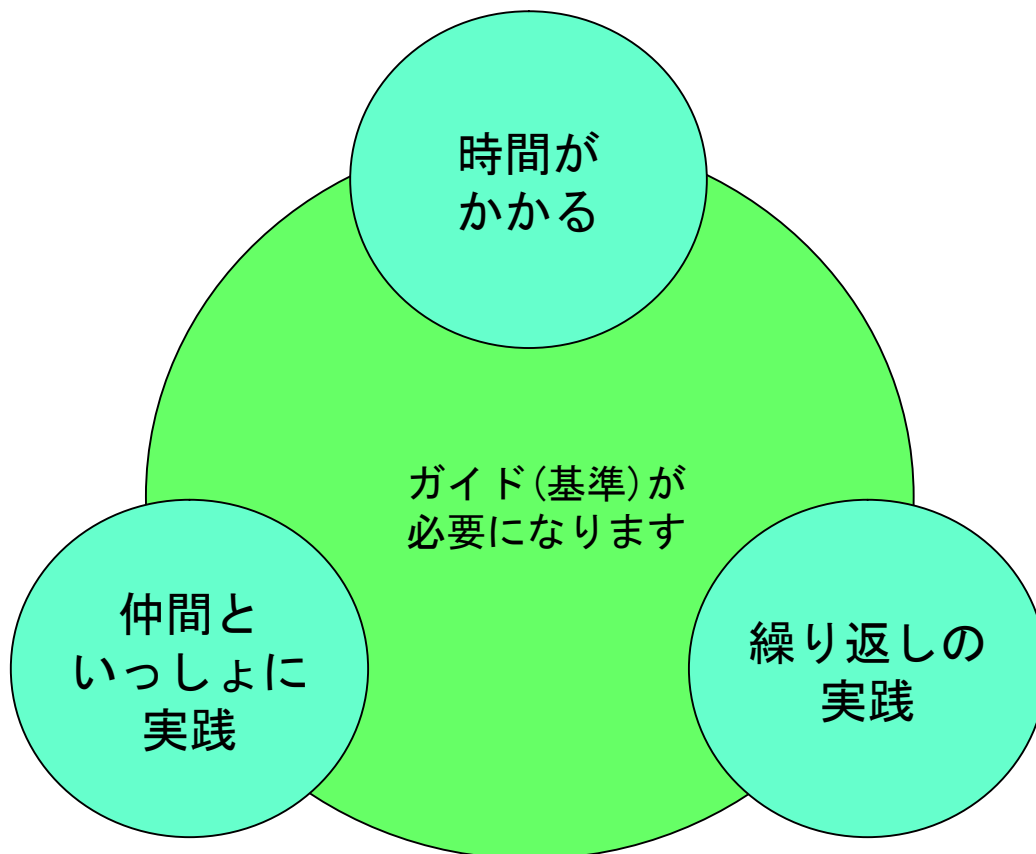 時間が
かかる
ガイド(基準)が
必要になります
仲間と
いっしょに
実践
繰り返しの
実践